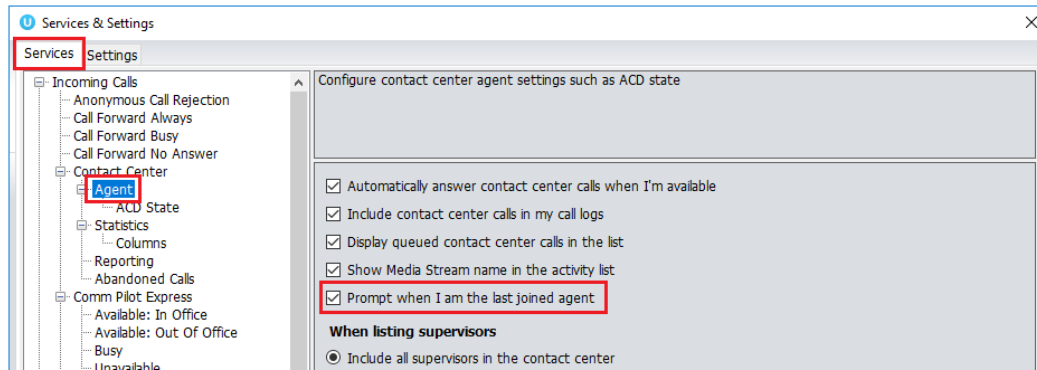 Services & Settings
Services Settings
Incoming Calls
Anonymous Call Rejection
Call Forward Always
Call Forward Busy
Call Forward No Answer
Contact Center
Agent
ACD State
Statistics
Columns
Reporting
Abandoned Calls
Comm Pilot Express
Available: In Office
Available: Out Of Office
Busy
Unavailable
Configure contact center agent settings such as ACD state
Automatically answer contact center calls when I'm available
Include contact center calls in my call logs
Display queued contact center calls in the list
Show Media Stream name in the activity list
Prompt when I am the last joined agent
When listing supervisors
Include all supervisors in the contact center